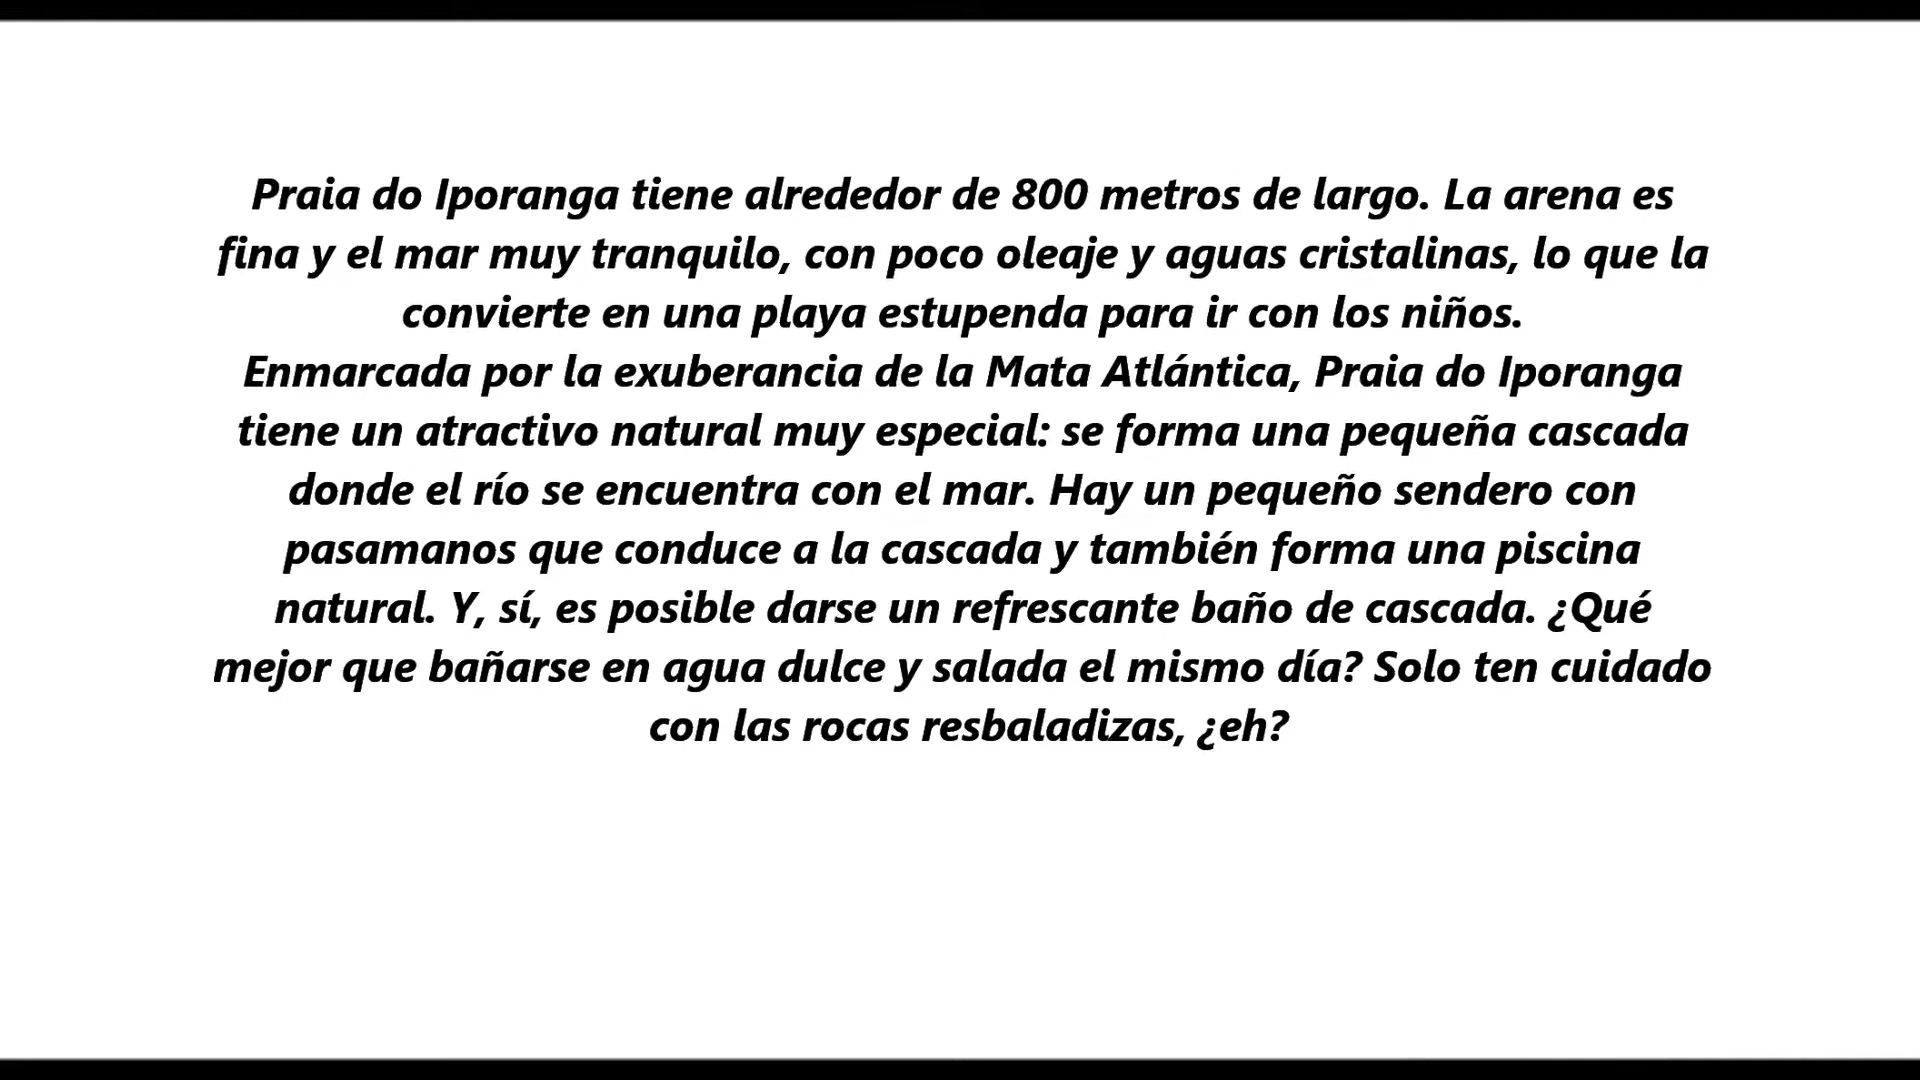 Praia do Iporanga tiene alrededor de 800 metros de largo. La arena es
fina y el mar muy tranquilo, con poco oleaje y aguas cristalinas, lo que la
convierte en una playa estupenda para ir con los niños.
Enmarcada por la exuberancia de la Mata Atlántica, Praia do Iporanga
tiene un atractivo natural muy especial: se forma una pequeña cascada
donde el río se encuentra con el mar. Hay un pequeño sendero con
pasamanos que conduce a la cascada y también forma una piscina
natural. Y, sí, es posible darse un refrescante baño de cascada. ¿Qué
mejor que bañarse en agua dulce y salada el mismo día? Solo ten cuidado
con las rocas resbaladizas, ¿eh?